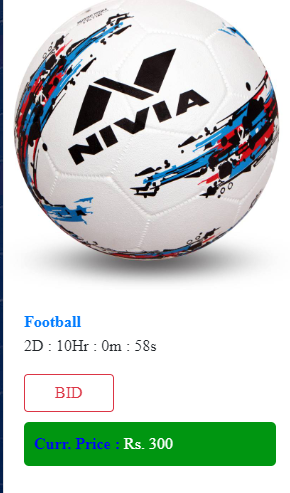 NIVIA
Football
2D : 10Hr : 0m : 58s
BID
Curr. Price : Rs. 300